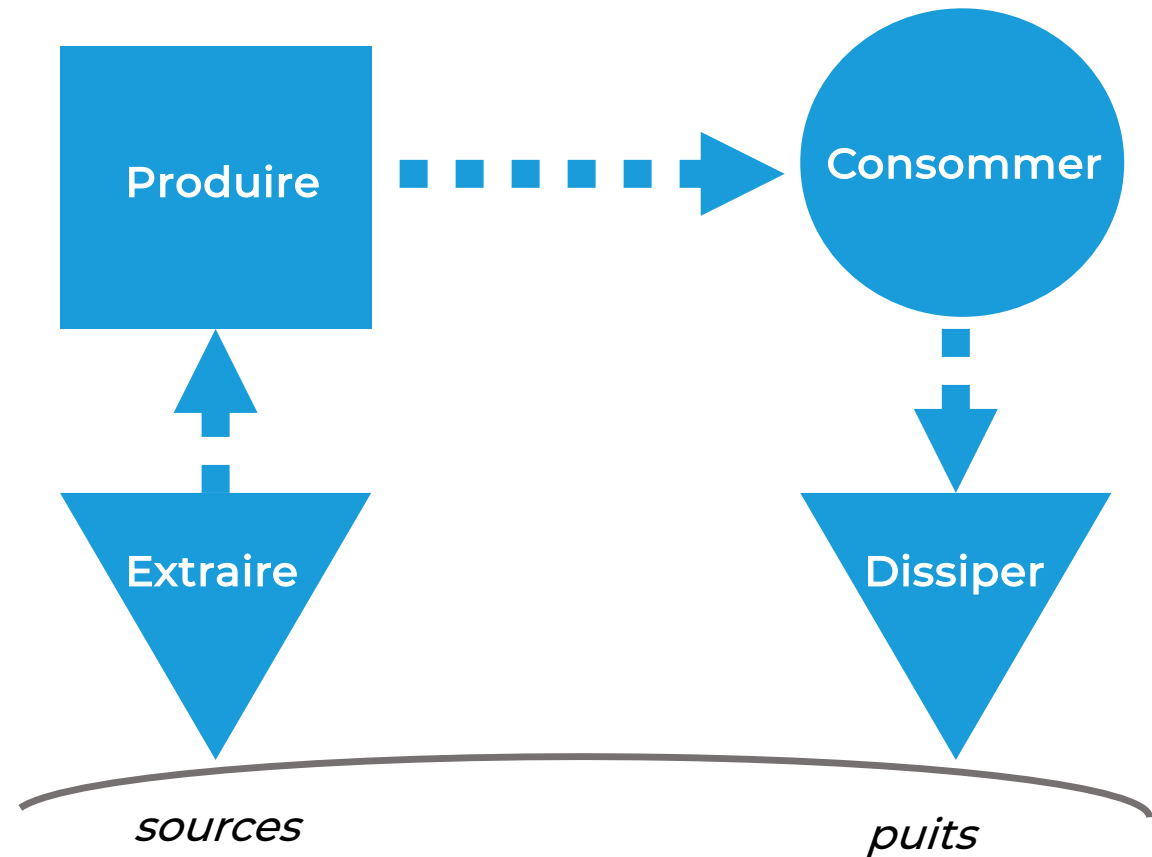 Produire
Consommer
Extraire
Dissiper
sources
puits